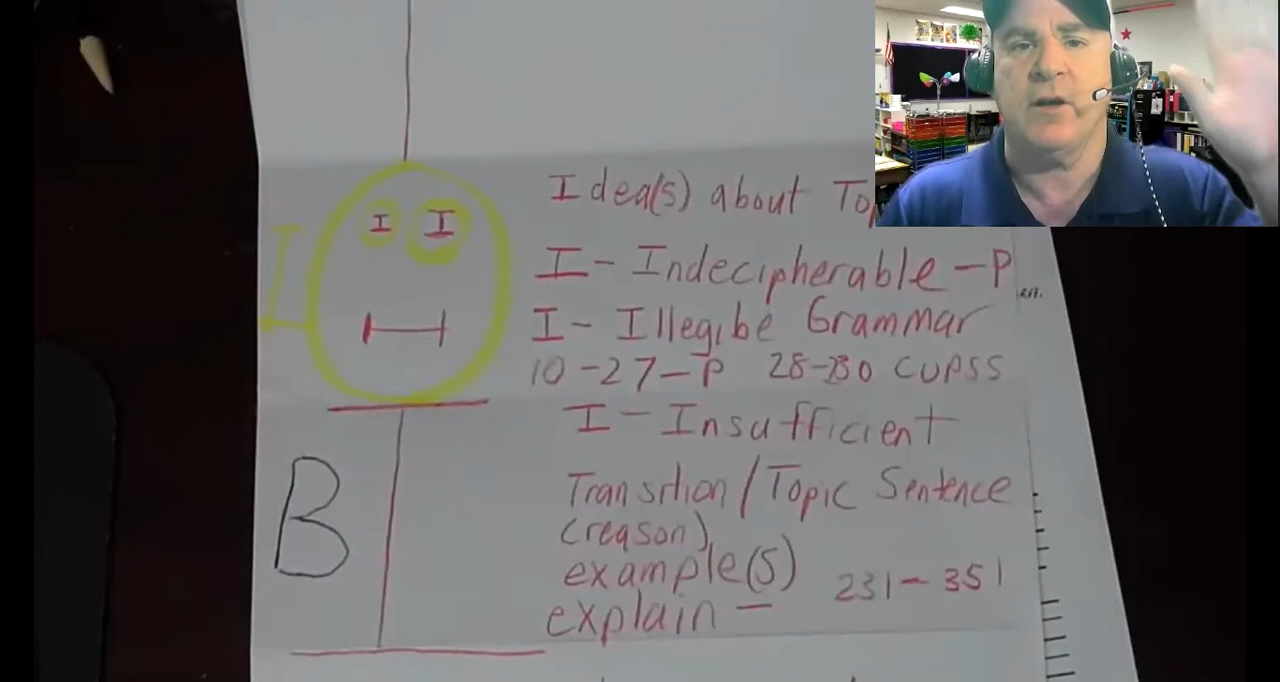 Idea(s) about To
I
I I
I - Indecipherable - P
en.
I - Illegibe Grammar
10 - 27 - P 28-230 CUPSS
I - Insufficient
B
Transition / Topic Sentence
(reason)
example(s) 231 - 351
explain -